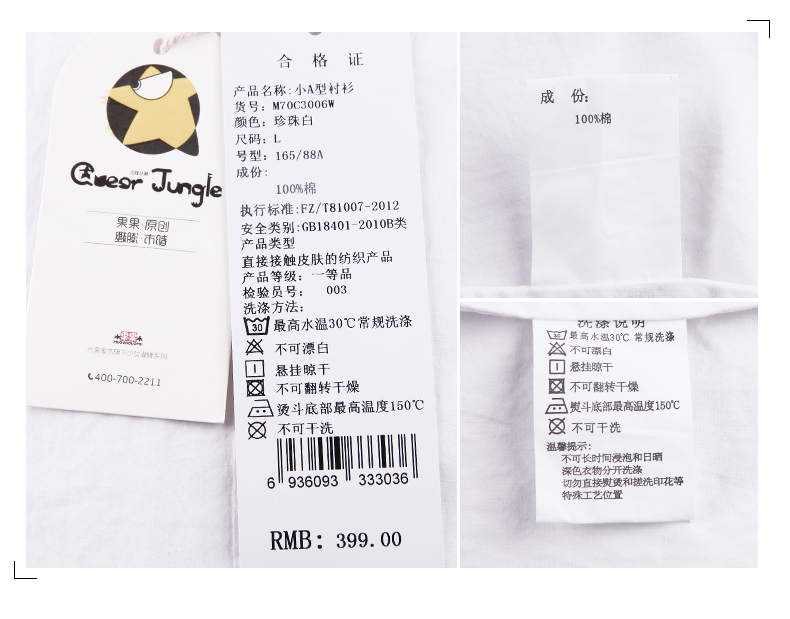 Jungle
果果·原创
400-700-2211
合格证
产品名称:小A型衬衫
货号: M70C3006W
颜色: 珍珠白
尺码: L
号型: 165/88A
成份:
100%棉
执行标准:FZ/T81007-2012
安全类别:GB18401-2010B类
产品类型
直接接触皮肤的纺织产品
产品等级: 一等品
检验员号: 003
洗涤方法:
30 最高水温30℃常规洗涤
不可漂白
悬挂晾干
不可翻转干燥
熨斗底部最高温度150℃
不可干洗
6 936093 333036
RMB: 399.00
成 份:
100%棉
洗涤说明
30 最高水温30℃ 常规洗涤
不可漂白
悬挂晾干
不可翻转干燥
熨斗底部最高温度150℃
不可干洗
温馨提示:
不可长时间浸泡和日晒
深色衣物分开洗涤
切勿直接熨烫和搓洗印花等
特殊工艺位置